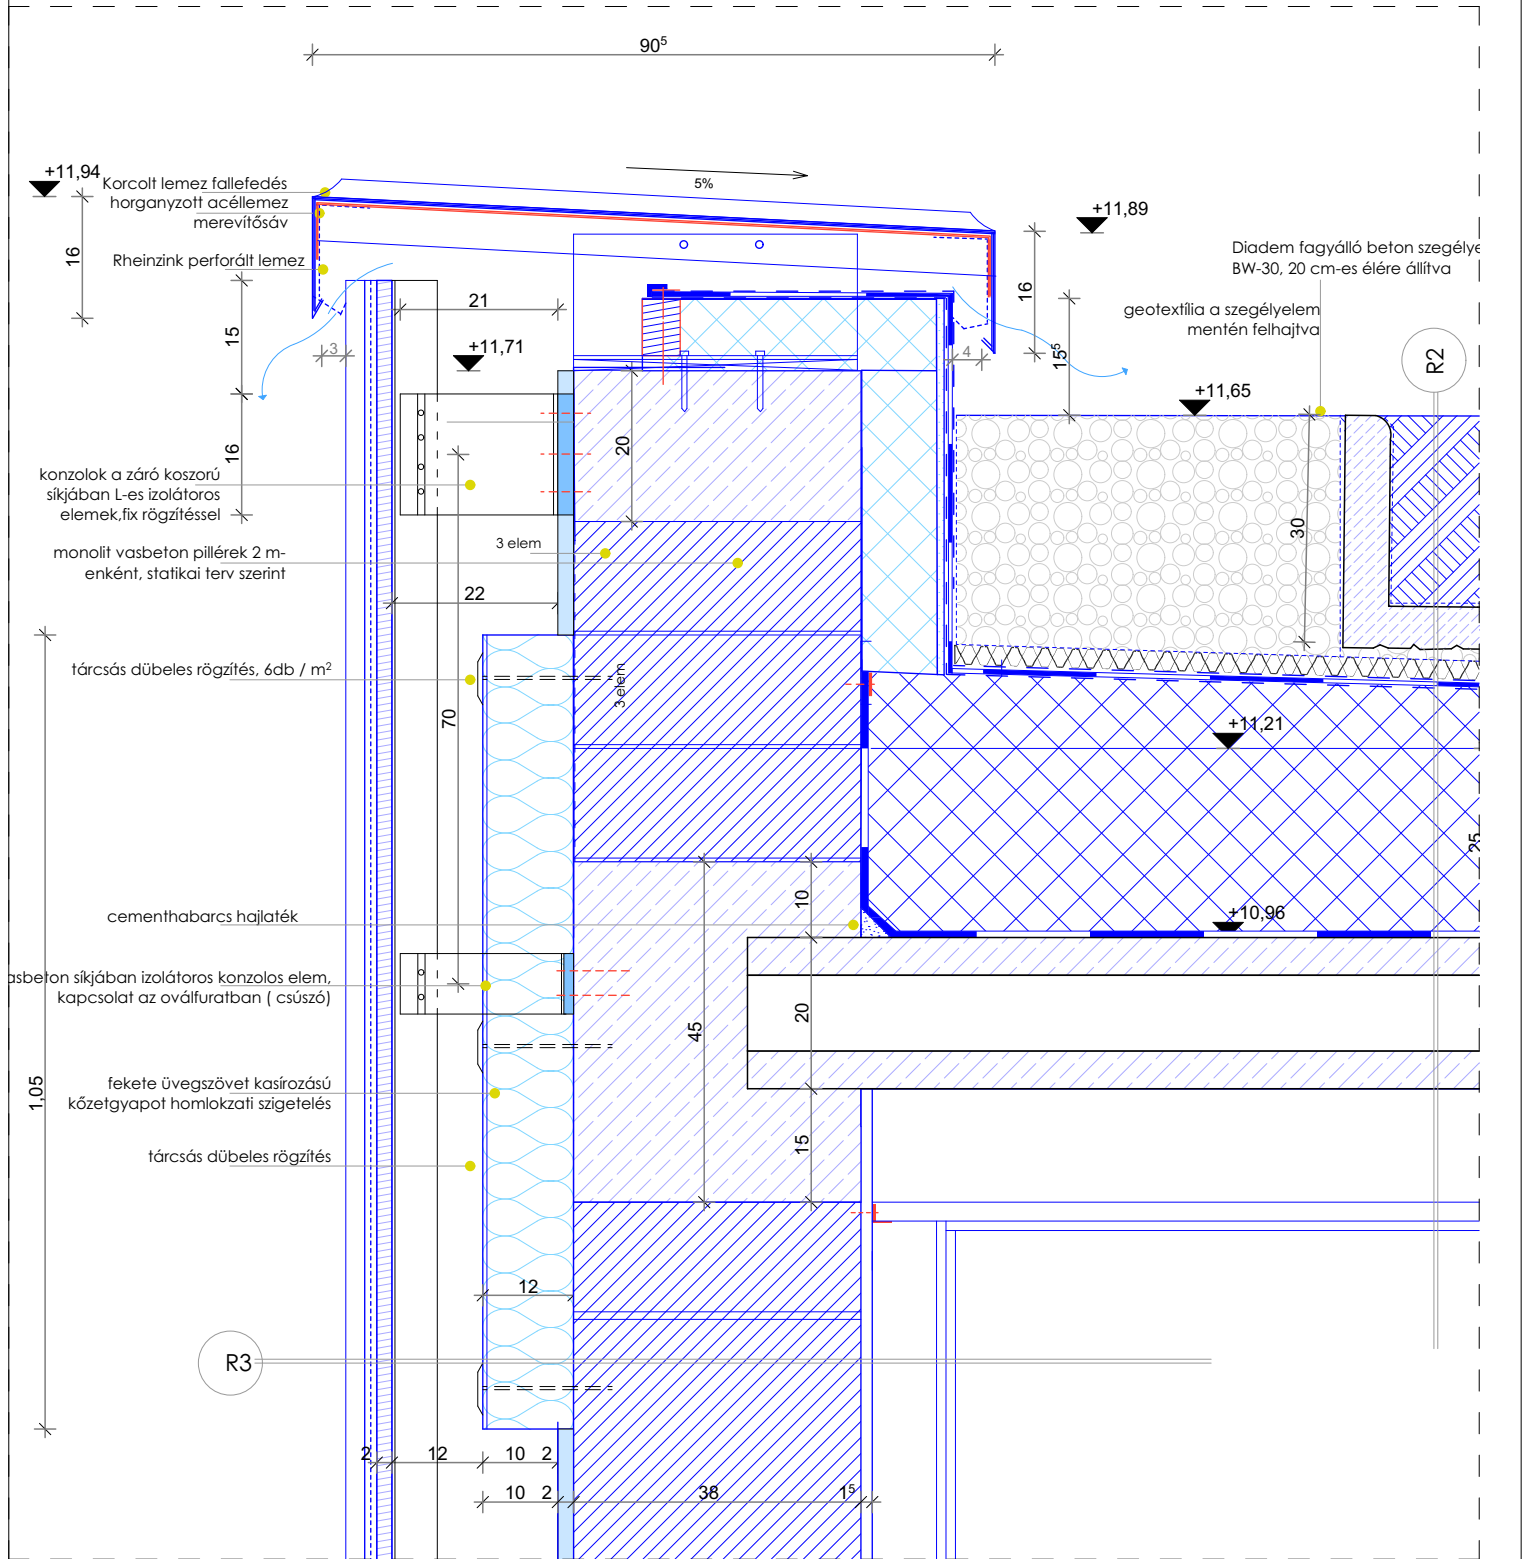 90⁵
+11,94
Korcolt lemez fallefedés
horganyzott acéllemez
merevítősáv
5%
+11,89
16
Rheinzink perforált lemez
Diadem fagyálló beton szegélye
BW-30, 20 cm-es élére állítva
16
21
geotextília a szegélyelem
mentén felhajtva
15
3
+11,71
4
15⁵
R2
+11,65
16
20
30
konzolok a záró koszorú
síkjában L-es izolátoros
elemek,fix rögzítéssel
3 elem
monolit vasbeton pillérek 2 m-
enként, statikai terv szerint
22
tárcsás dübeles rögzítés, 6db / m²
3 elem
70
+11,21
25
10
cementhabarcs hajlaték
+10,96
asbeton síkjában izolátoros konzolos elem,
kapcsolat az oválfuratban ( csúszó)
45
20
1,05
fekete üvegszövet kasírozású
kőzetgyapot homlokzati szigetelés
15
tárcsás dübeles rögzítés
12
R3
2
12
10
2
10
2
38
1⁵